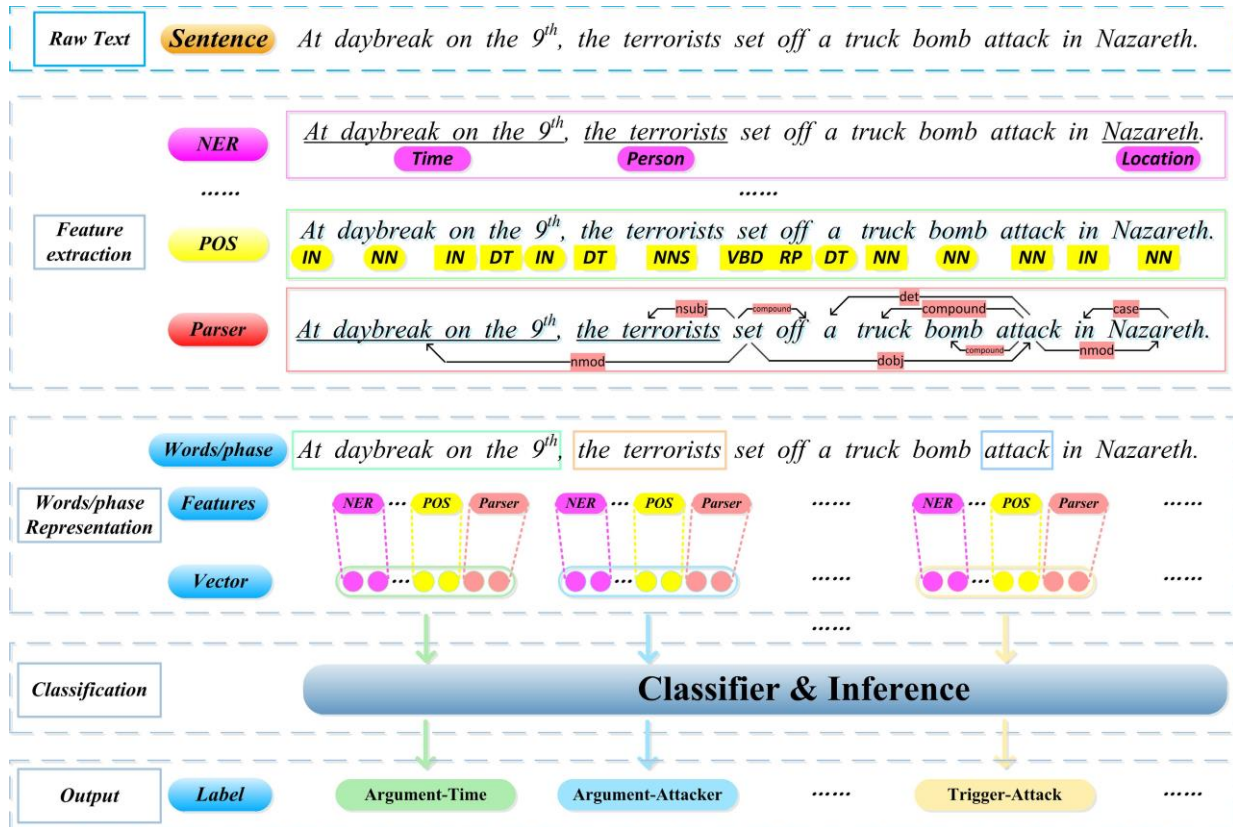 Raw Text Sentence At daybreak on the 9th, the terrorists set off a truck bomb attack in Nazareth.
NER At daybreak on the 9th, the terrorists set off a truck bomb attack in Nazareth.
Time Person Location
...... ......
Feature extraction
POS At daybreak on the 9th, the terrorists set off a truck bomb attack in Nazareth.
IN NN IN DT IN DT NNS VBD RP DT NN NN NN IN NN
det
nsubj compound compound case
Parser At daybreak on the 9th, the terrorists set off a truck bomb attack in Nazareth.
nmod dobj compound nmod
Words/phase At daybreak on the 9th, the terrorists set off a truck bomb attack in Nazareth.
Words/phase
Representation
Features NER ... POS Parser NER ... POS Parser ...... NER ... POS Parser ......
Vector ... ... ...... ... ......
......
Classification Classifier & Inference
Output Label Argument-Time Argument-Attacker ...... Trigger-Attack ......